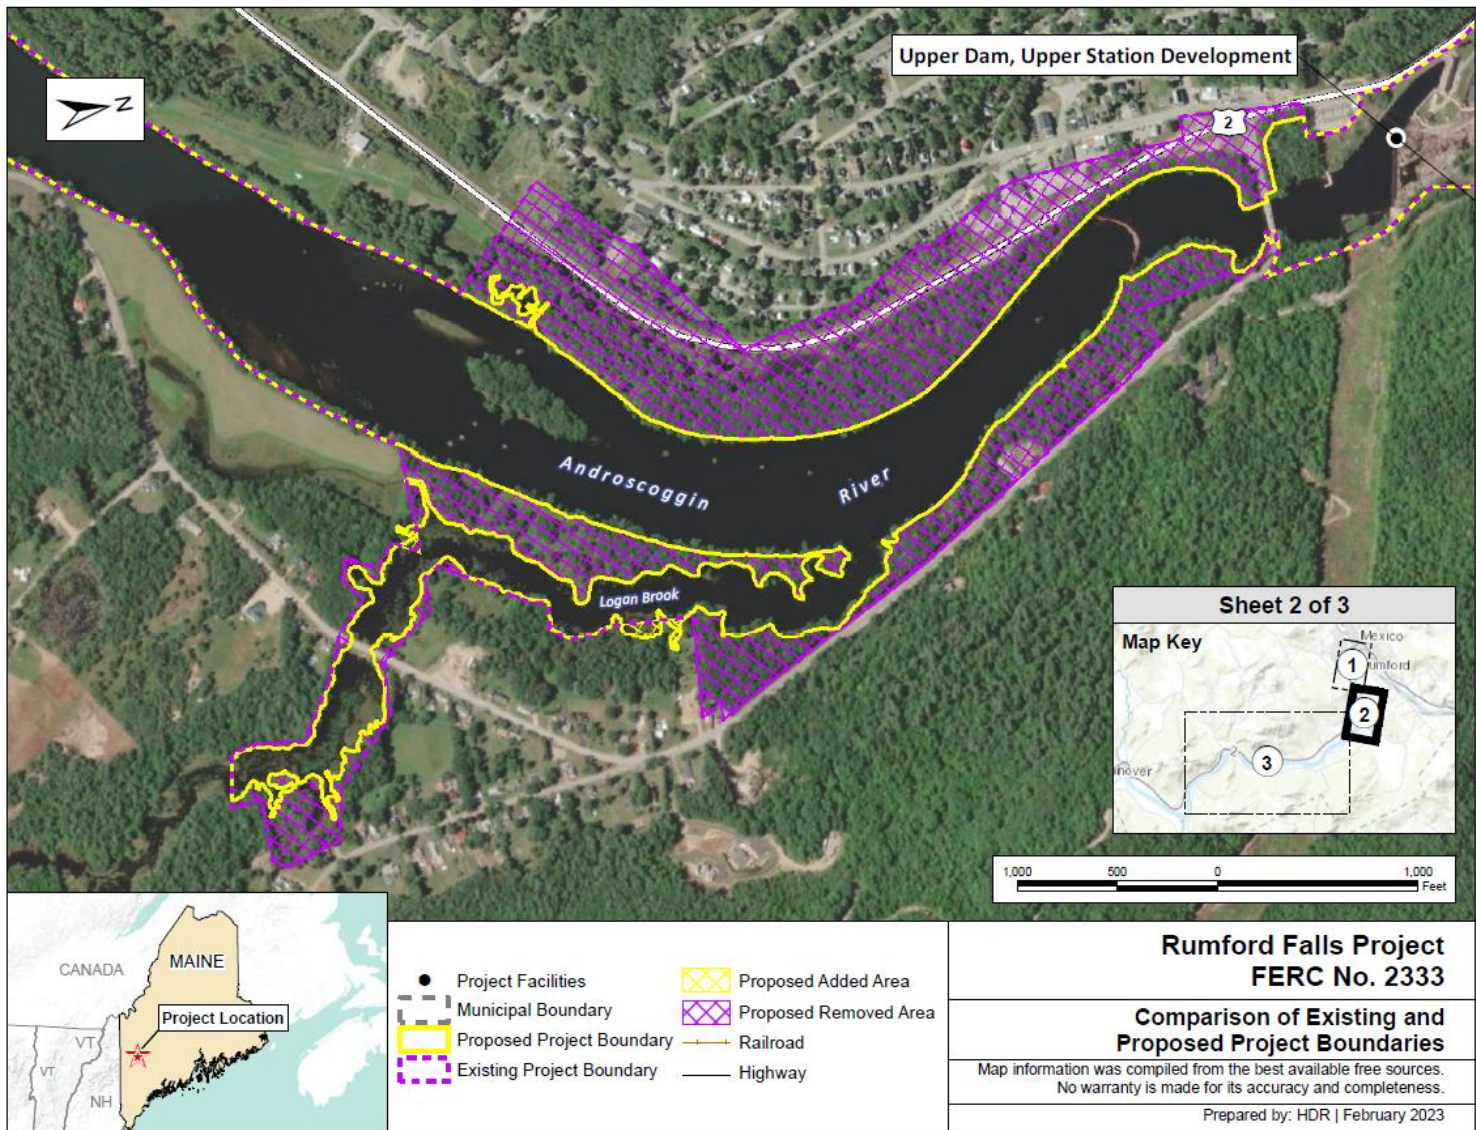 Upper Dam, Upper Station Development
N
2
Androscoggin
River
Logan Brook
Sheet 2 of 3
Map Key
Mexico
1
umford
2
3
nover
1,000 500 0 1,000
Feet
CANADA
MAINE
Project Location
VT
VT
NH
Project Facilities
Municipal Boundary
Proposed Project Boundary
Existing Project Boundary
Proposed Added Area
Proposed Removed Area
Railroad
Highway
Rumford Falls Project
FERC No. 2333
Comparison of Existing and
Proposed Project Boundaries
Map information was compiled from the best available free sources.
No warranty is made for its accuracy and completeness.
Prepared by: HDR | February 2023